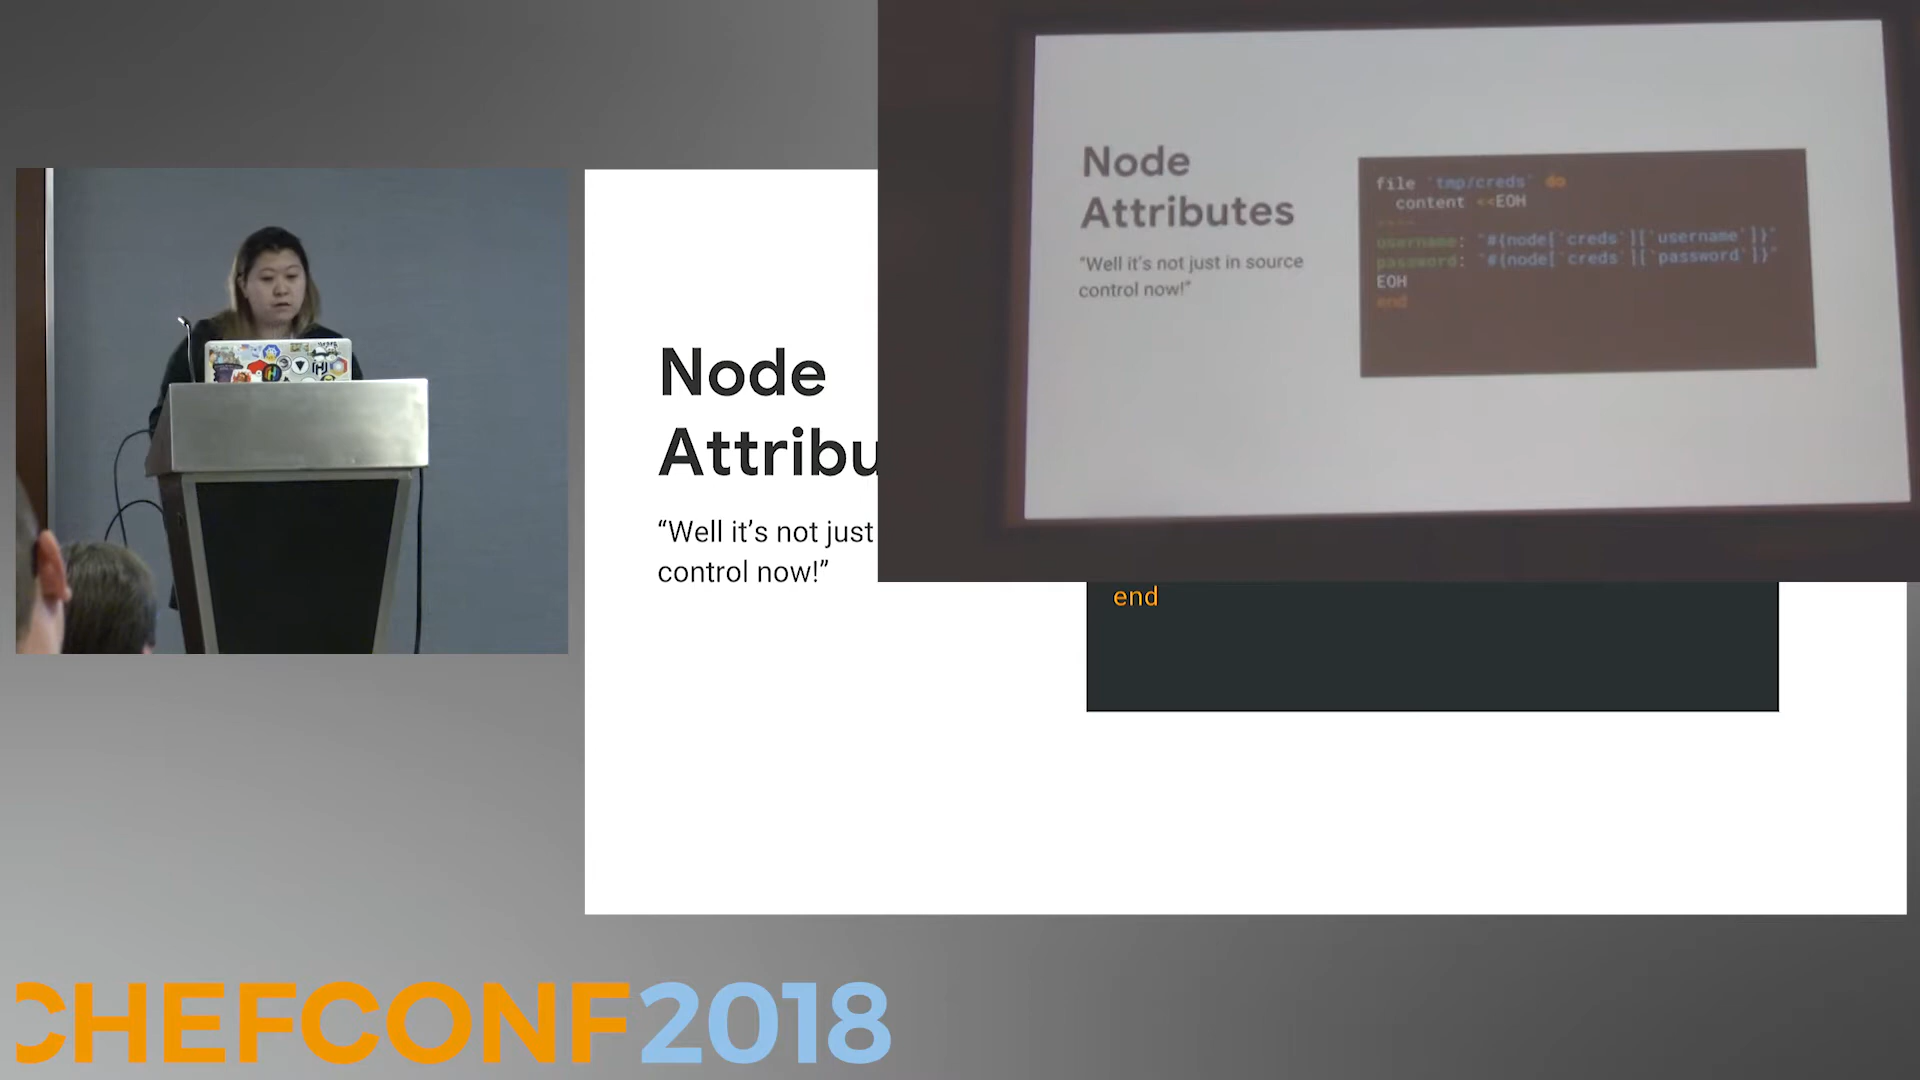 Node
Attributes
“Well it’s not just in source
control now!”
file `tmp/creds` do
content <<EOH
username: "#{node[`creds`][`username`]}"
password: "#{node[`creds`][`password`]}"
EOH
end
Node
Attribu
“Well it’s not just
control now!”
end
CHEFCONF2018